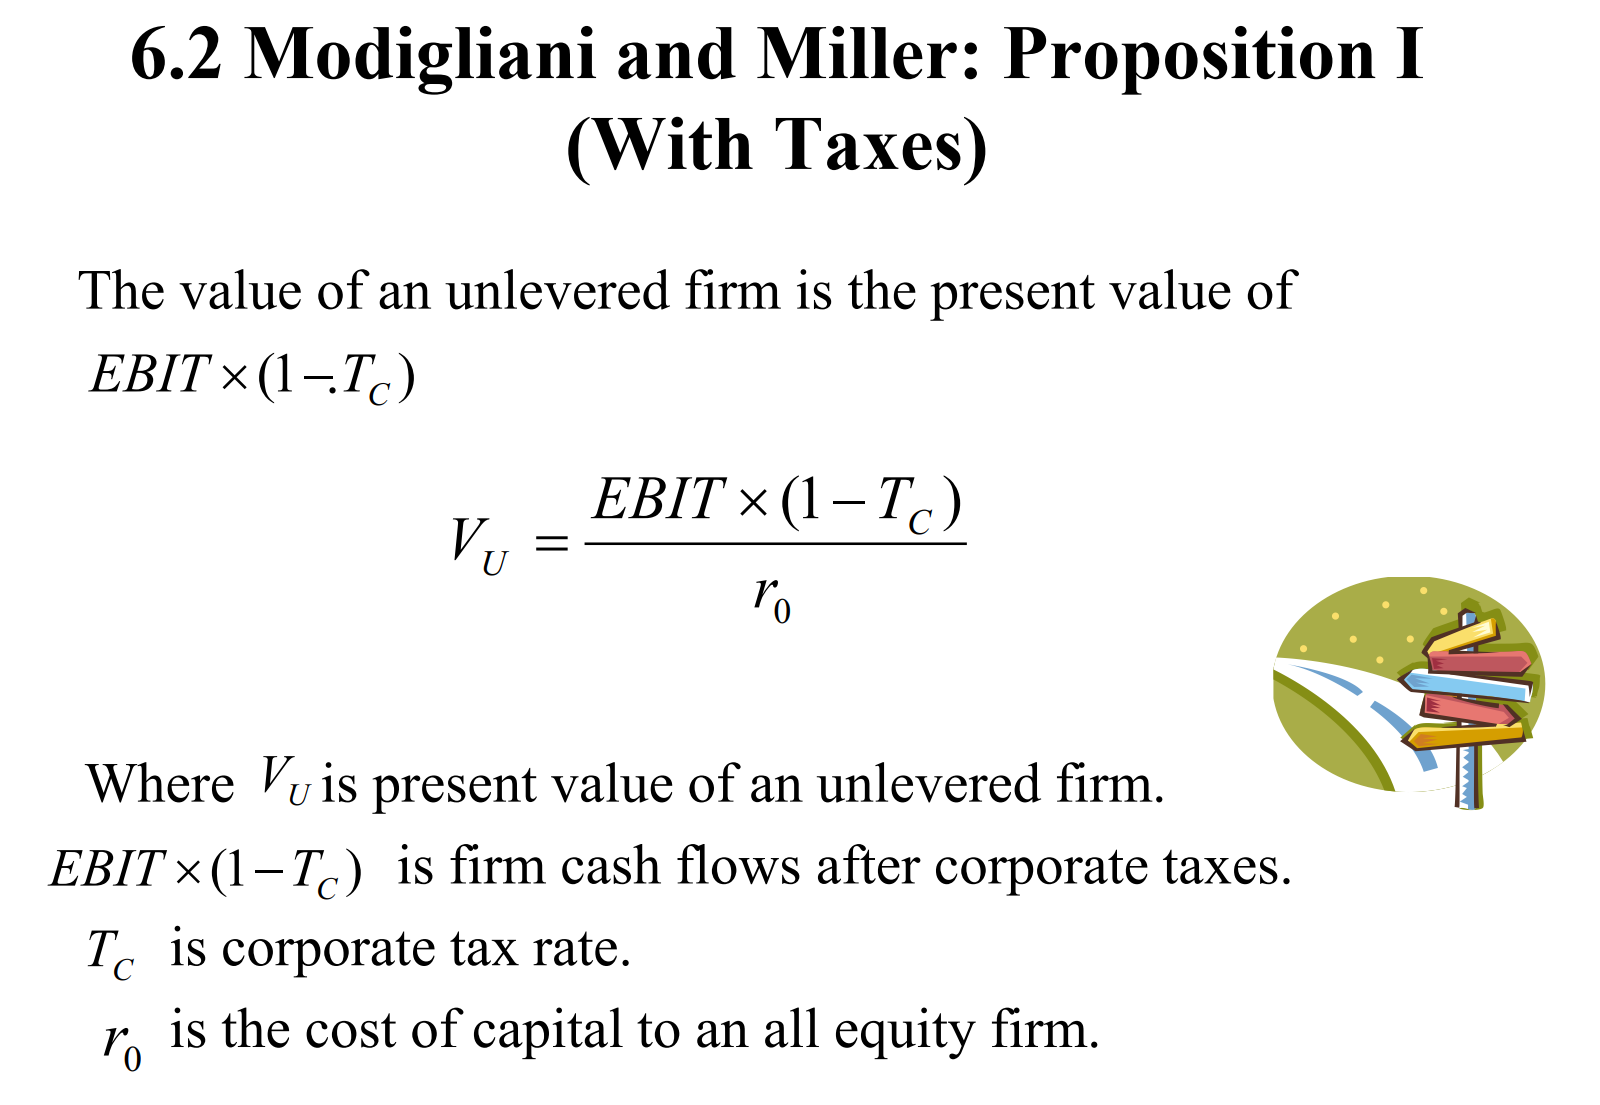 6.2 Modigliani and Miller: Proposition I
(With Taxes)
The value of an unlevered firm is the present value of
EBIT × (1 –. T_C)
V_U = \frac{EBIT × (1 – T_C)}{r_0}
Where V_U is present value of an unlevered firm.
EBIT × (1 – T_C) is firm cash flows after corporate taxes.
T_C is corporate tax rate.
r_0 is the cost of capital to an all equity firm.